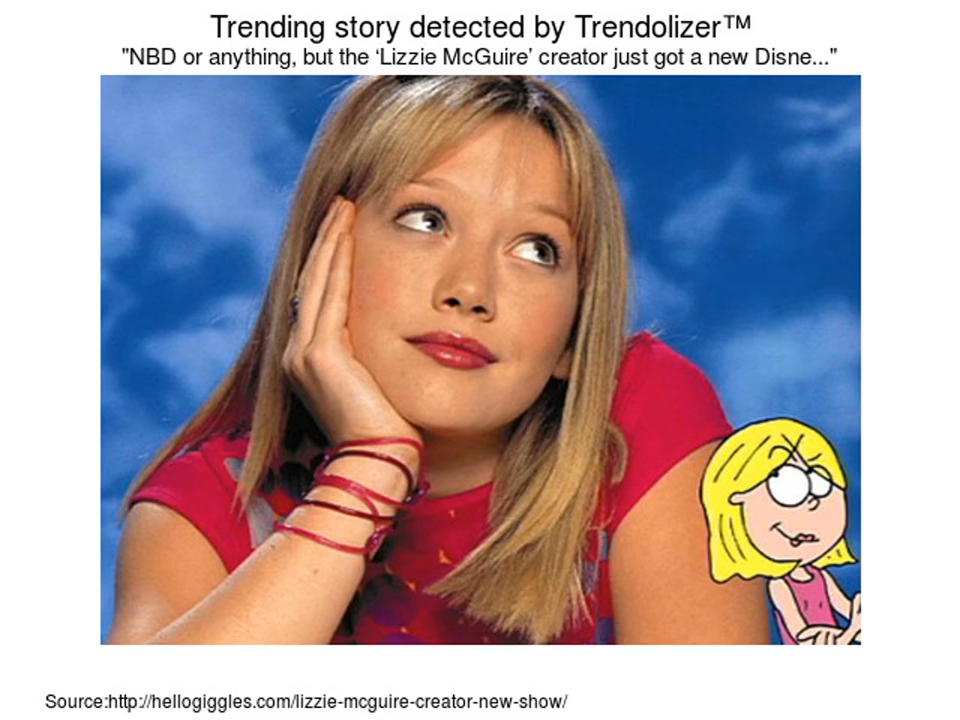 Trending story detected by Trendolizer™
"NBD or anything, but the ‘Lizzie McGuire’ creator just got a new Disne..."
Source:http://hellogiggles.com/lizzie-mcguire-creator-new-show/